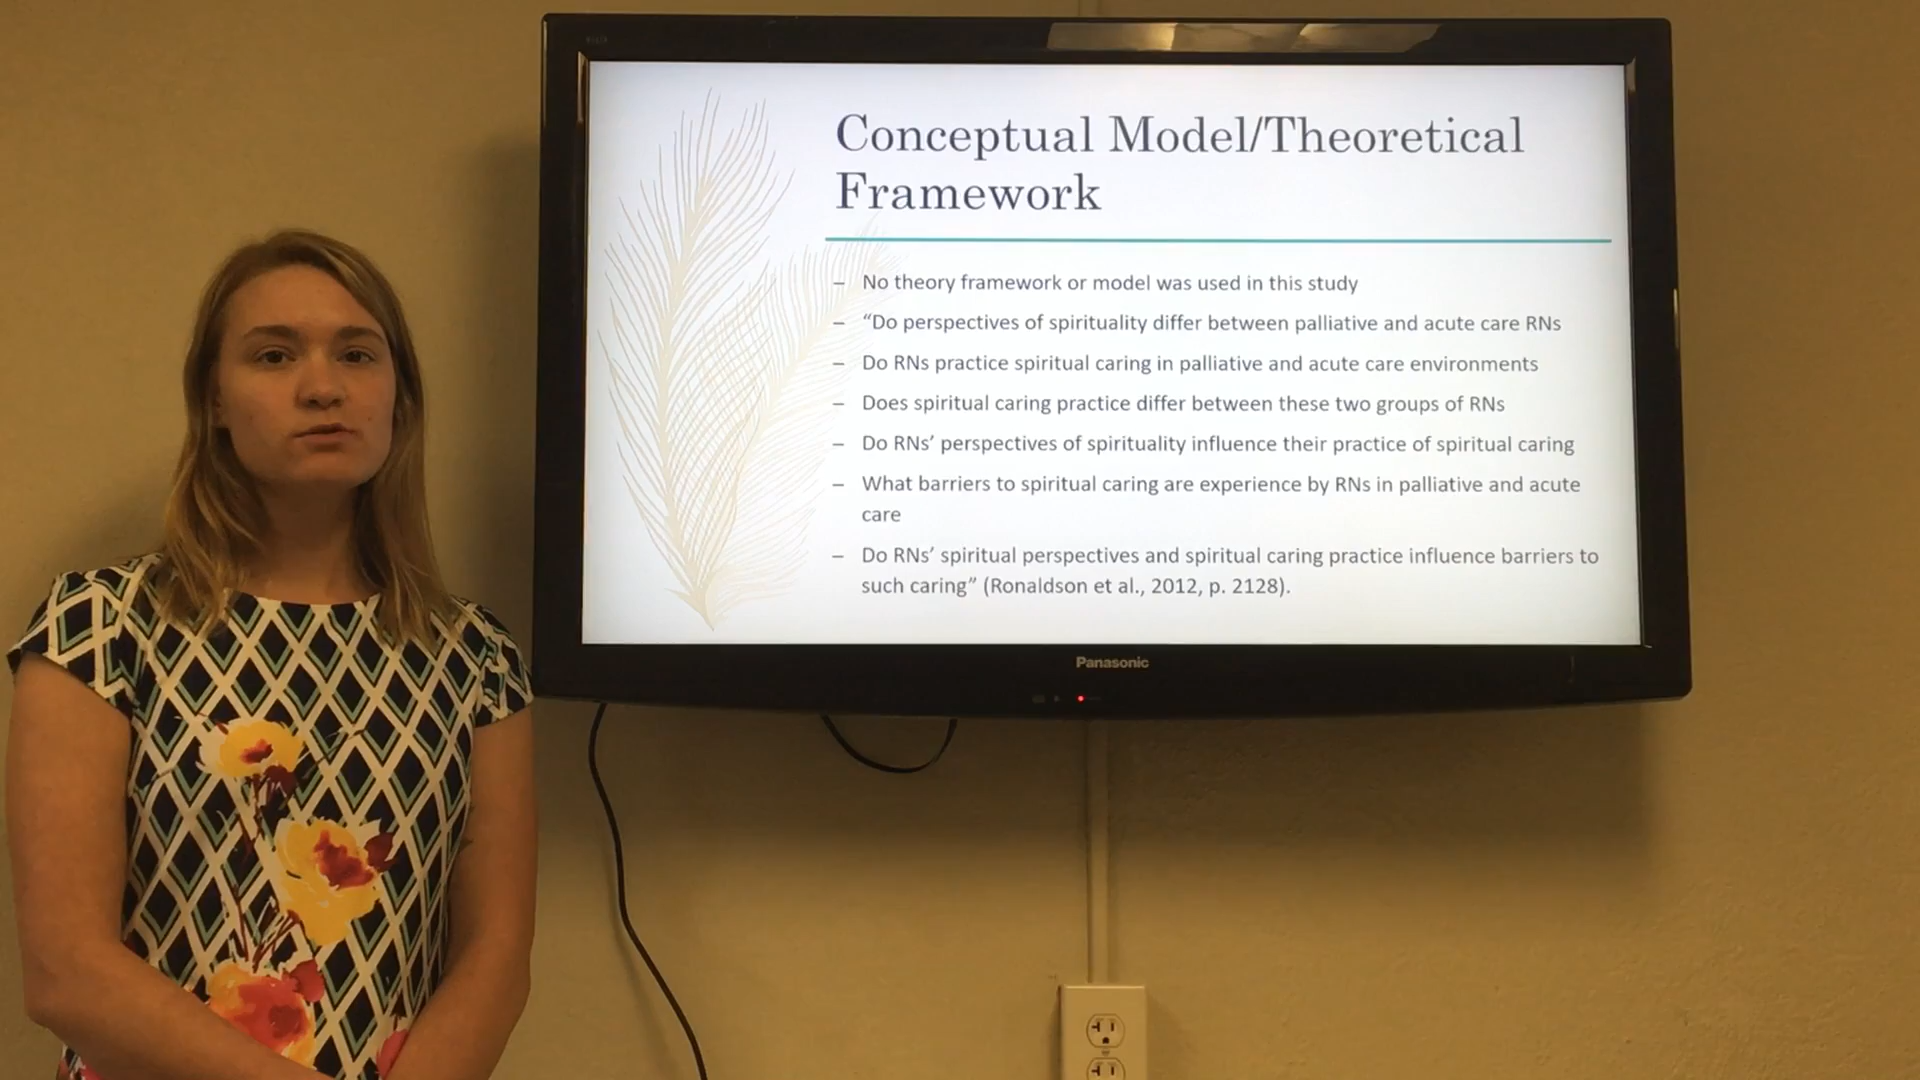 Conceptual Model/Theoretical
Framework
– No theory framework or model was used in this study
– “Do perspectives of spirituality differ between palliative and acute care RNs
– Do RNs practice spiritual caring in palliative and acute care environments
– Does spiritual caring practice differ between these two groups of RNs
– Do RNs’ perspectives of spirituality influence their practice of spiritual caring
– What barriers to spiritual caring are experience by RNs in palliative and acute
care
– Do RNs’ spiritual perspectives and spiritual caring practice influence barriers to
such caring” (Ronaldson et al., 2012, p. 2128).
Panasonic